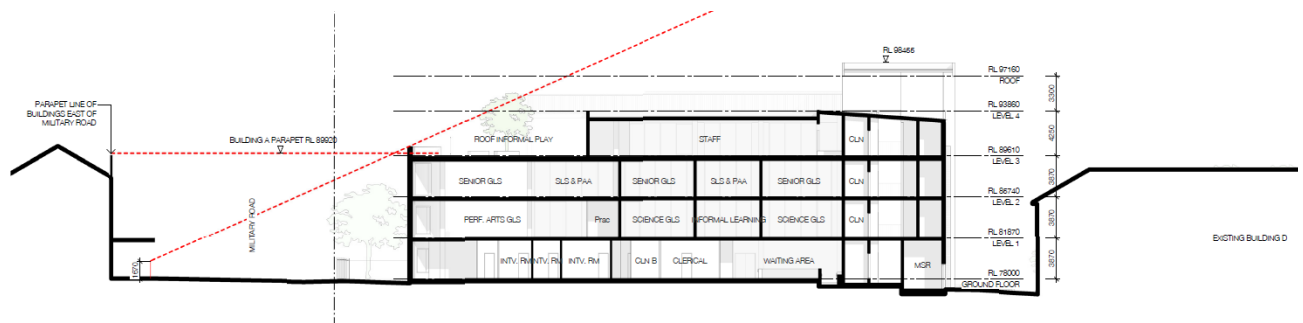 RL 98466
RL 97160
ROOF
3300
PARAPET LINE OF
BUILDINGS EAST OF
MILITARY ROAD
RL 93860
LEVEL 4
BUILDING A PARAPET RL 89920
ROOF INFORMAL PLAY
STAFF
CLN
4250
RL 89610
LEVEL 3
SENIOR GLS
SLS & PAA
SENIOR GLS
SLS & PAA
SENIOR GLS
CLN
3870
RL 85740
LEVEL 2
MILITARY ROAD
PERF. ARTS GLS
Prac
SCIENCE GLS
INFORMAL LEARNING
SCIENCE GLS
CLN
3870
RL 81870
LEVEL 1
EXISTING BUILDING D
1670
INTV. RM
INTV. RM
INTV. RM
CLN B
CLERICAL
WAITING AREA
MSR
3870
RL 78000
GROUND FLOOR